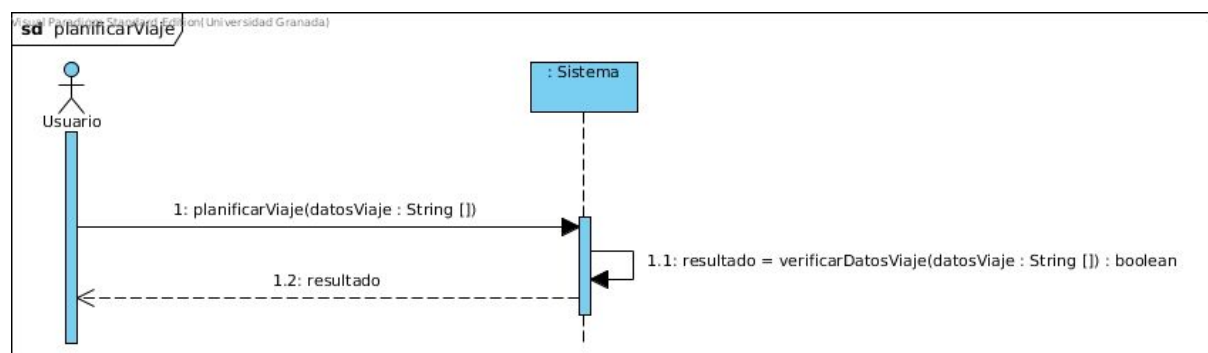 Visual Paradigm Standard Edition(Universidad Granada)
sd planificarViaje
: Sistema
Usuario
1: planificarViaje(datosViaje : String [])
1.1: resultado = verificarDatosViaje(datosViaje : String []) : boolean
1.2: resultado